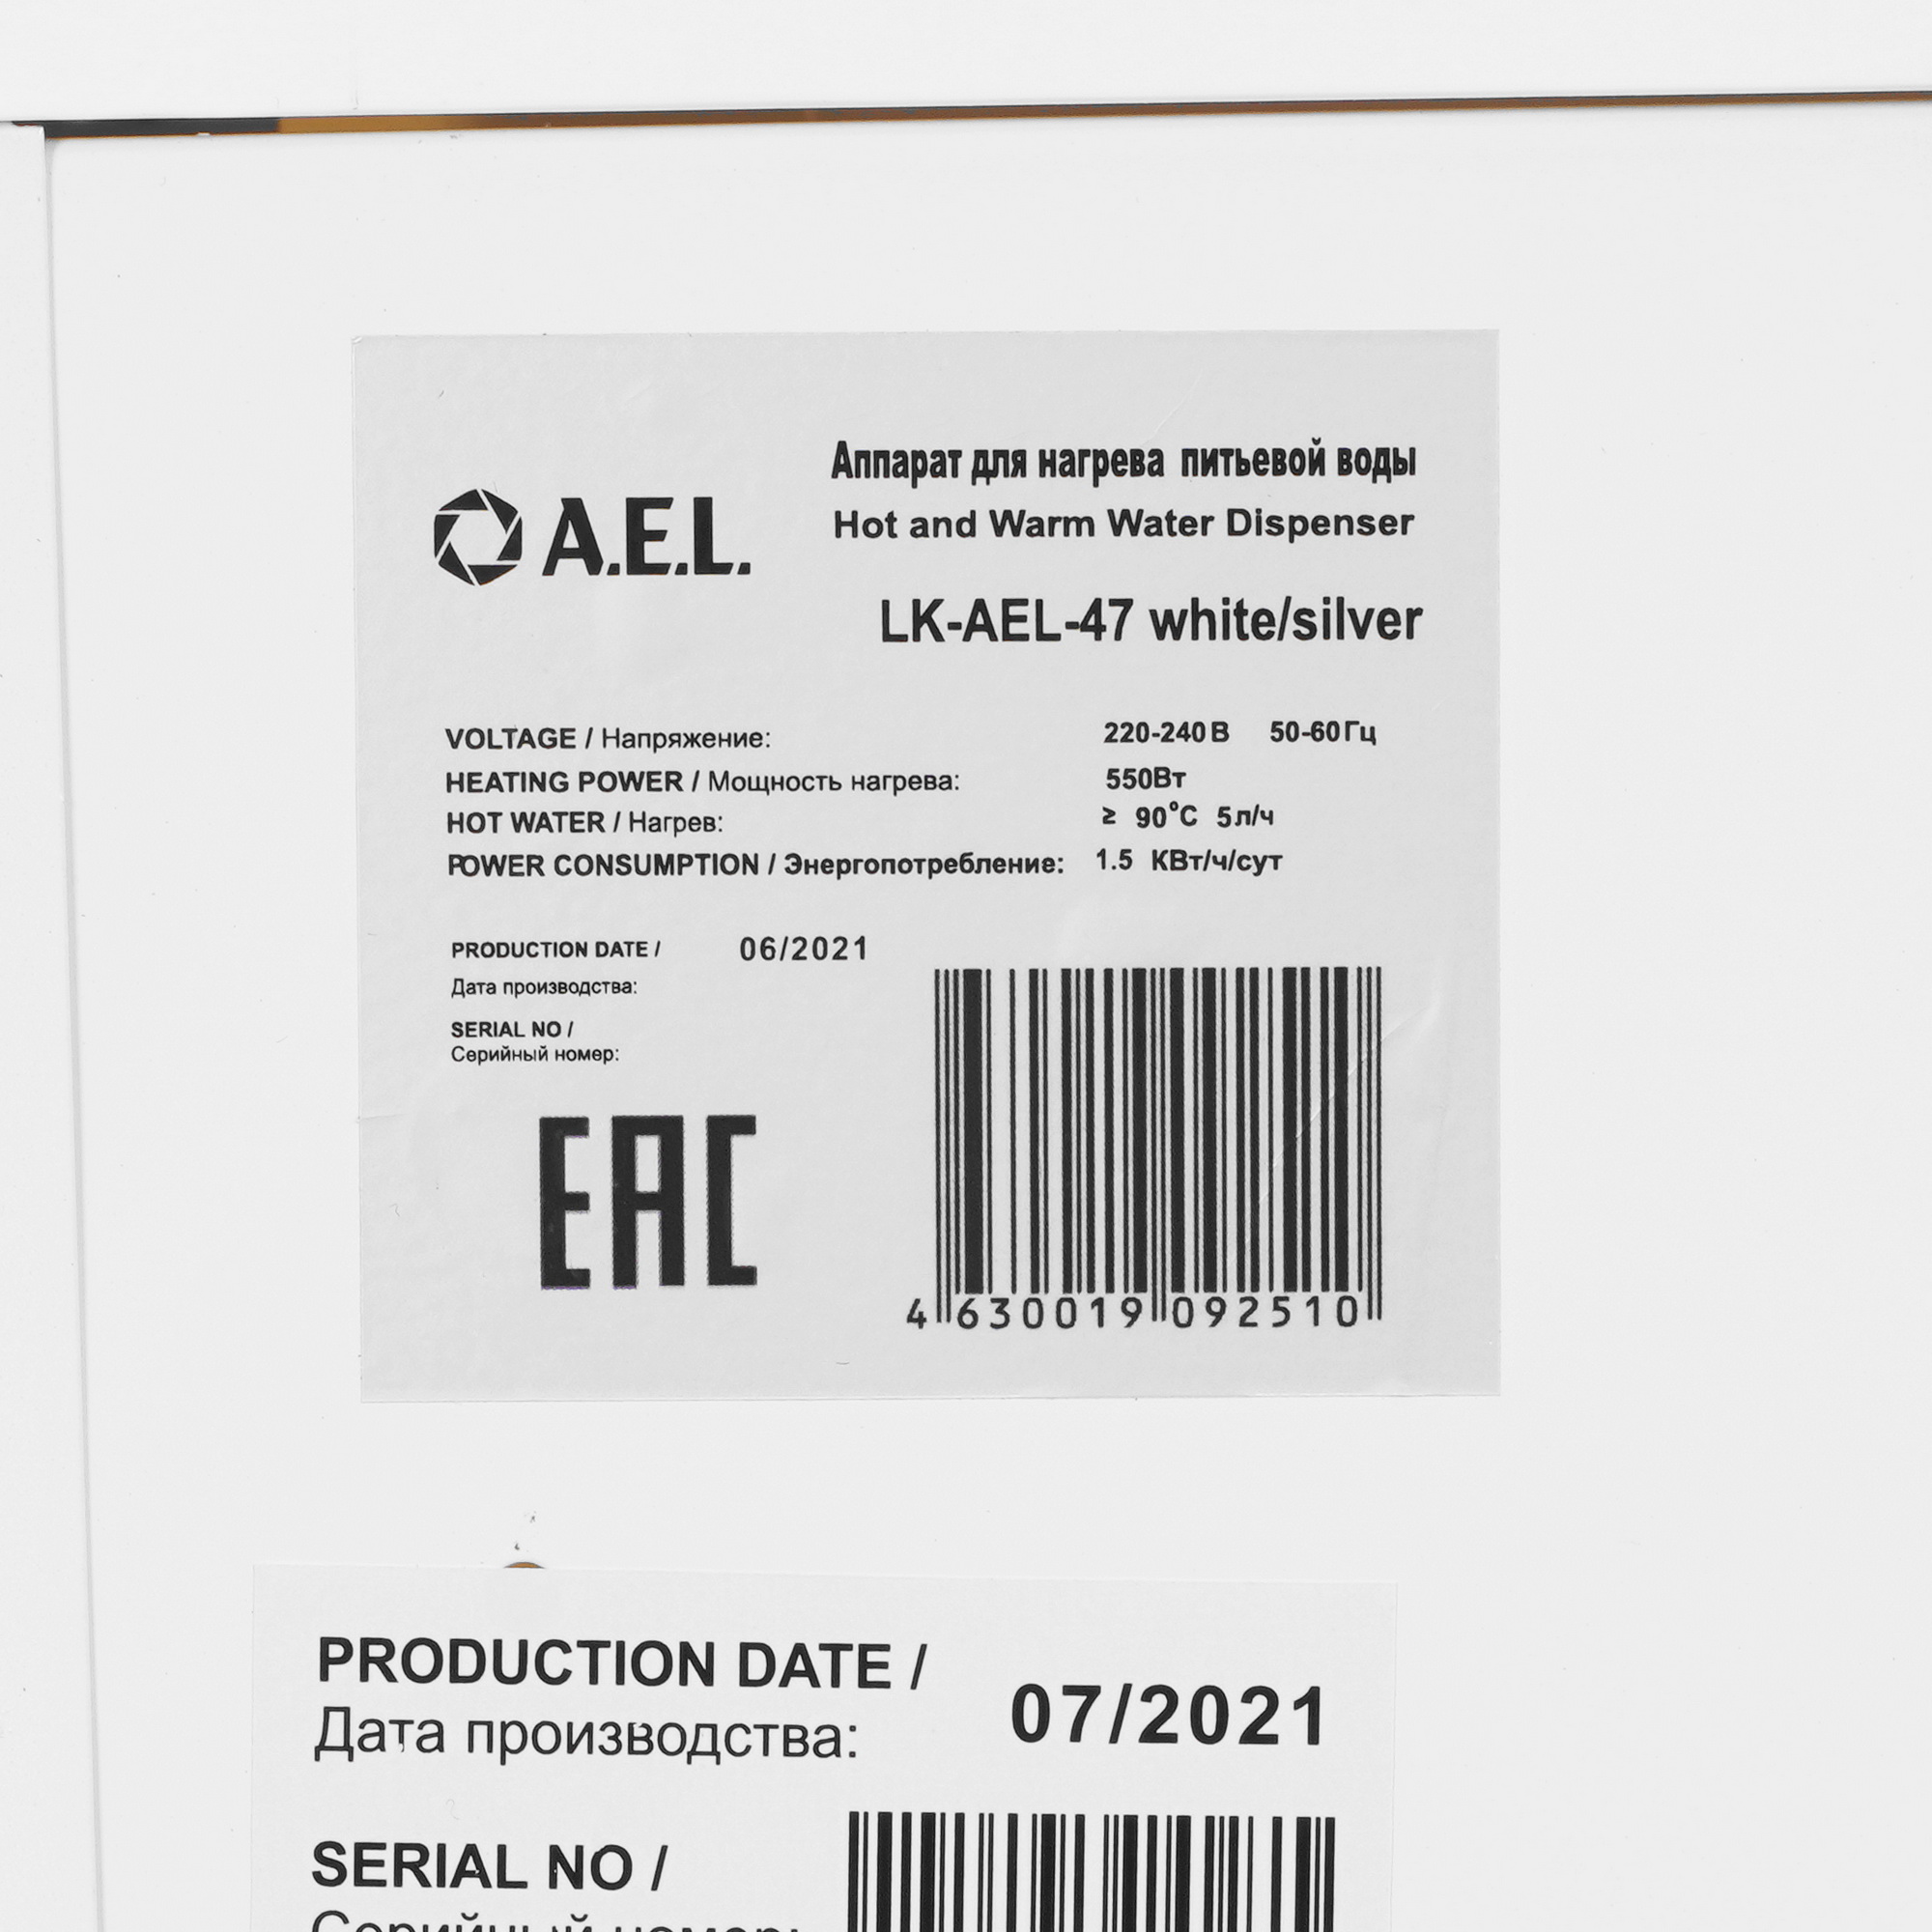 A.E.L.
Аппарат для нагрева питьевой воды
Hot and Warm Water Dispenser
LK-AEL-47 white/silver
VOLTAGE / Напряжение: 220-240 В 50-60 Гц
HEATING POWER / Мощность нагрева: 550Вт
HOT WATER / Нагрев: ≥ 90°C 5 л/ч
POWER CONSUMPTION / Энергопотребление: 1.5 КВт/ч/сут
PRODUCTION DATE / 06/2021
Дата производства:
SERIAL NO /
Серийный номер:
EAC
4 630019 092510
PRODUCTION DATE / 07/2021
Дата производства:
SERIAL NO /
Серийный номер: